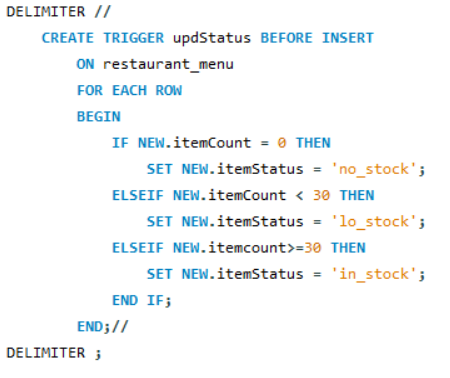 DELIMITER //
CREATE TRIGGER updStatus BEFORE INSERT
ON restaurant_menu
FOR EACH ROW
BEGIN
IF NEW.itemCount = 0 THEN
SET NEW.itemStatus = 'no_stock';
ELSEIF NEW.itemCount < 30 THEN
SET NEW.itemStatus = 'lo_stock';
ELSEIF NEW.itemcount>=30 THEN
SET NEW.itemStatus = 'in_stock';
END IF;
END;//
DELIMITER ;